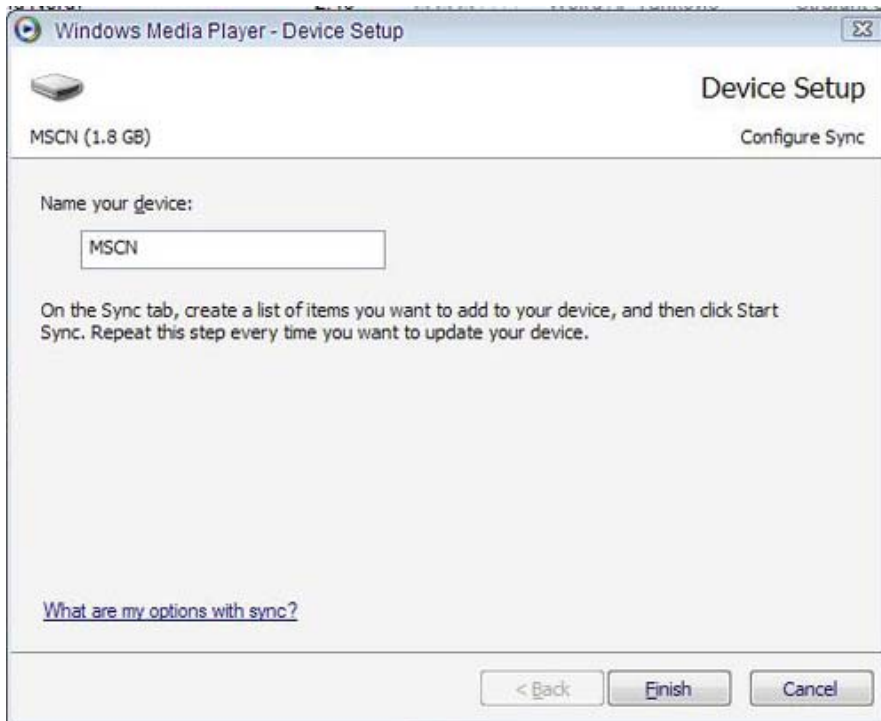 Windows Media Player - Device Setup
Device Setup
MSCN (1.8 GB)
Configure Sync
Name your device:
MSCN
On the Sync tab, create a list of items you want to add to your device, and then click Start
Sync. Repeat this step every time you want to update your device.
What are my options with sync?
< Back
Finish
Cancel